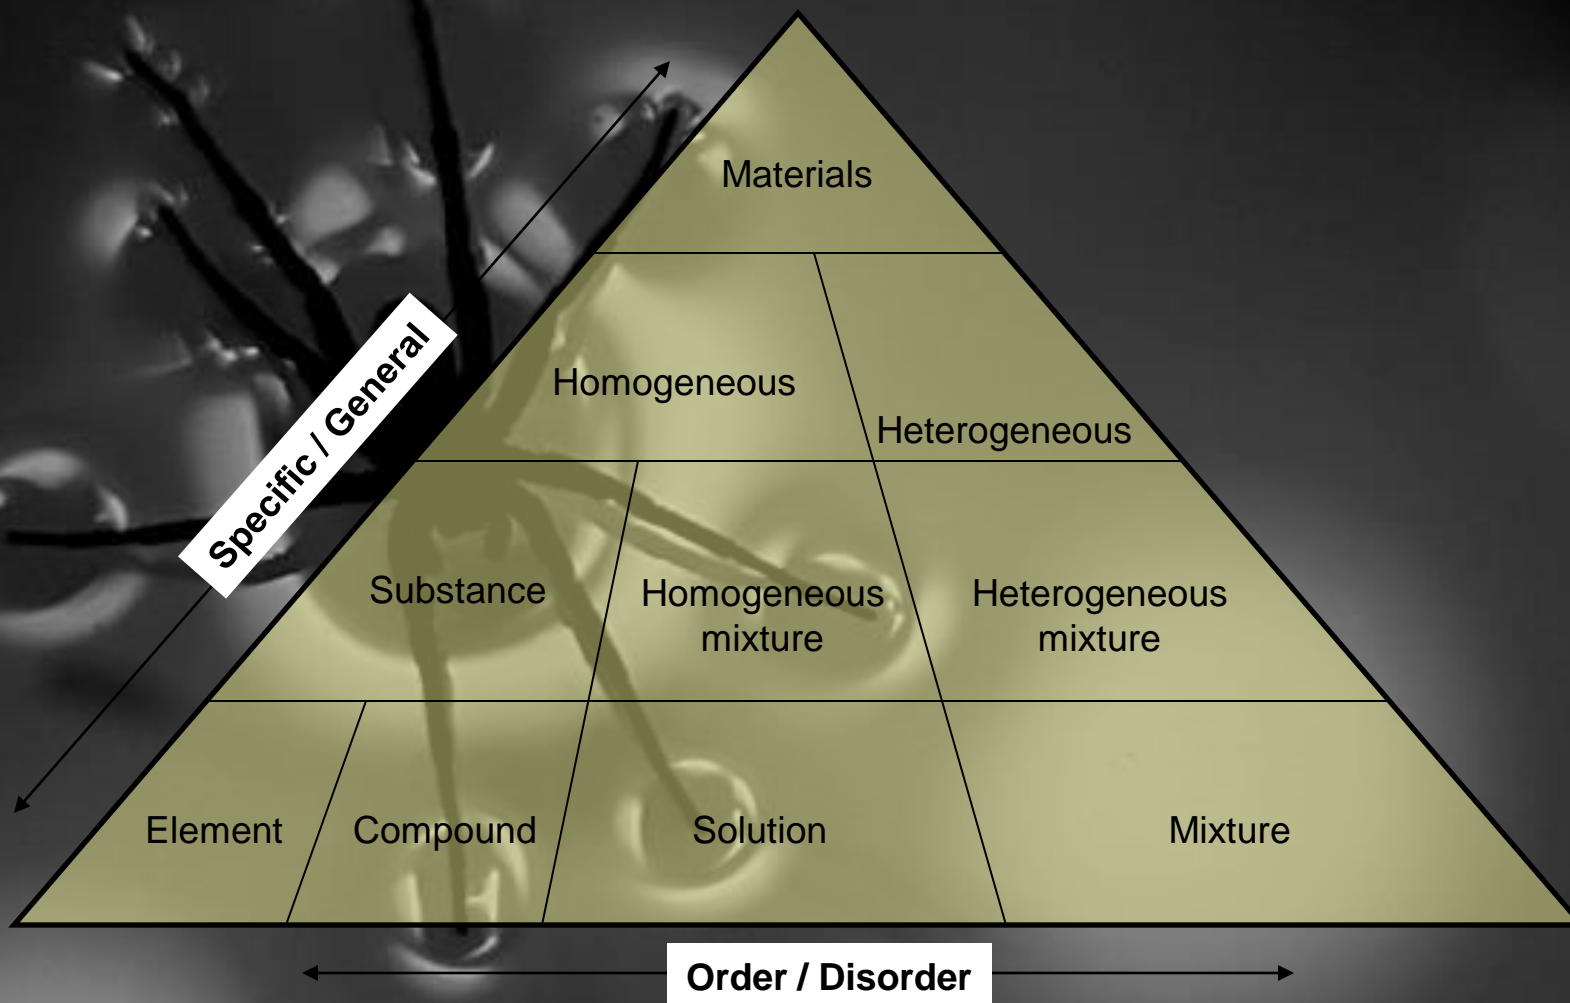 Materials
Homogeneous
Heterogeneous
Specific / General
Substance
Homogeneous
mixture
Heterogeneous
mixture
Element
Compound
Solution
Mixture
Order / Disorder